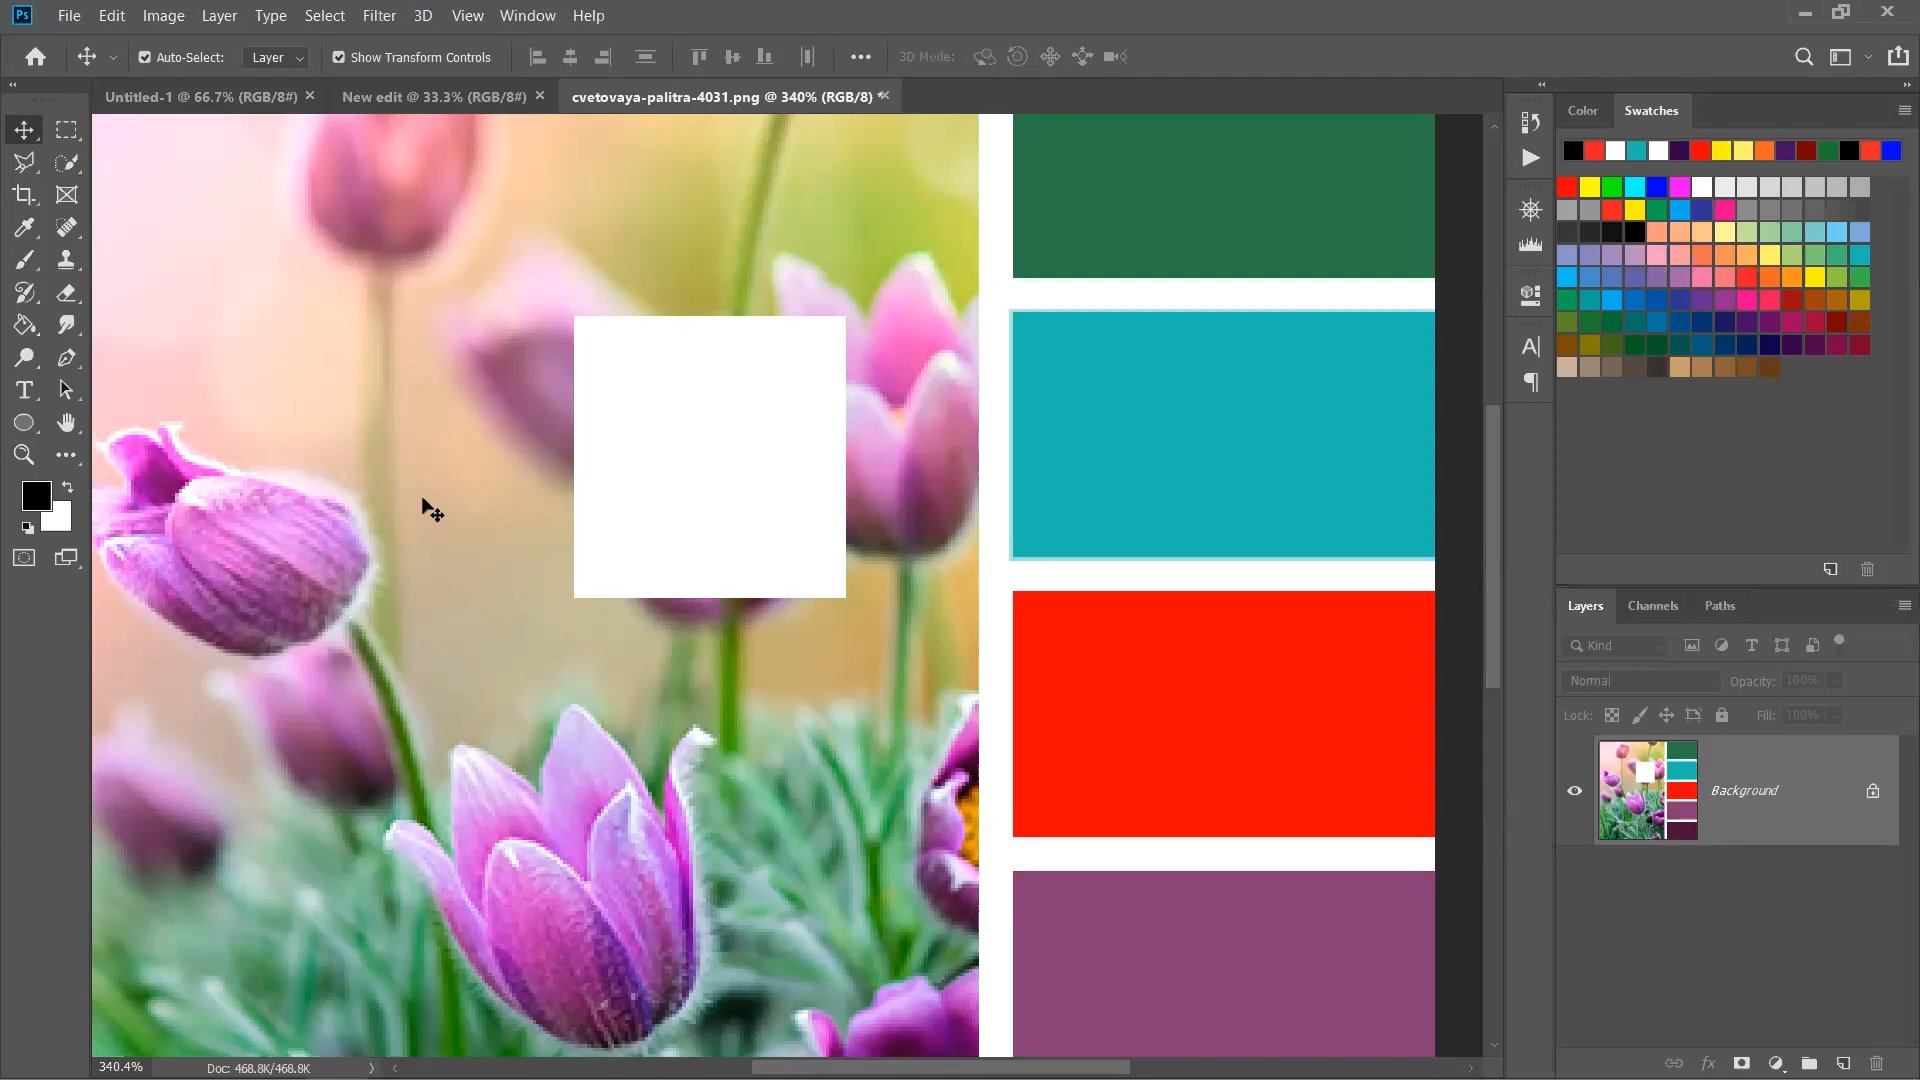 Ps File Edit Image Layer Type Select Filter 3D View Window Help
Auto-Select: Layer Show Transform Controls 3D Mode:
Untitled-1 @ 66.7% (RGB/8#) New edit @ 33.3% (RGB/8#) cvetovaya-palitra-4031.png @ 340% (RGB/8) *
Color Swatches
Layers Channels Paths
Kind
Normal Opacity: 100%
Lock: Fill: 100%
Background
340.4% Doc: 468.8K/468.8K